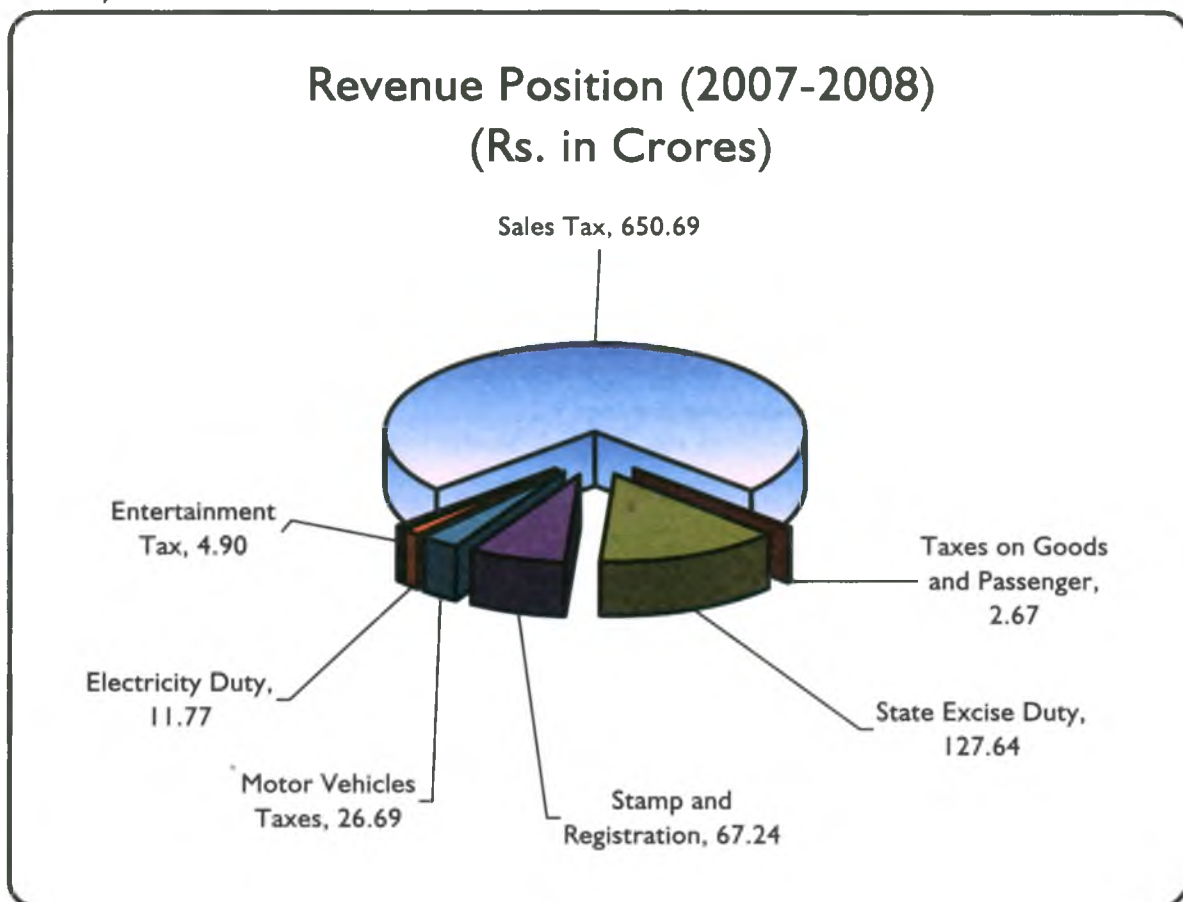 Revenue Position (2007-2008)
(Rs. in Crores)
Sales Tax, 650.69
Entertainment
Tax, 4.90
Taxes on Goods
and Passenger,
2.67
Electricity Duty,
11.77
State Excise Duty,
127.64
Motor Vehicles
Taxes, 26.69
Stamp and
Registration, 67.24